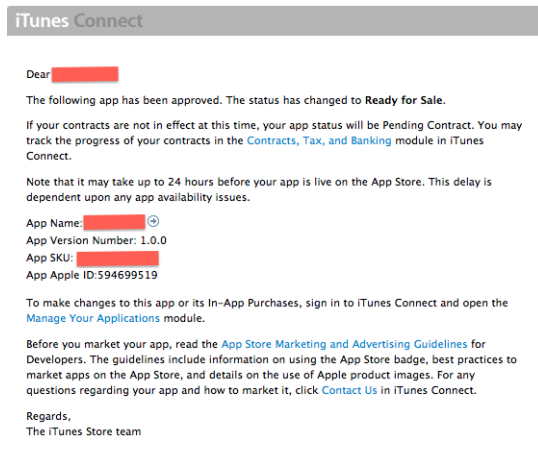 iTunes Connect
Dear
The following app has been approved. The status has changed to Ready for Sale.
If your contracts are not in effect at this time, your app status will be Pending Contract. You may
track the progress of your contracts in the Contracts, Tax, and Banking module in iTunes
Connect.
Note that it may take up to 24 hours before your app is live on the App Store. This delay is
dependent upon any app availability issues.
App Name:
App Version Number: 1.0.0
App SKU:
App Apple ID:594699519
To make changes to this app or its In-App Purchases, sign in to iTunes Connect and open the
Manage Your Applications module.
Before you market your app, read the App Store Marketing and Advertising Guidelines for
Developers. The guidelines include information on using the App Store badge, best practices to
market apps on the App Store, and details on the use of Apple product images. For any
questions regarding your app and how to market it, click Contact Us in iTunes Connect.
Regards,
The iTunes Store team